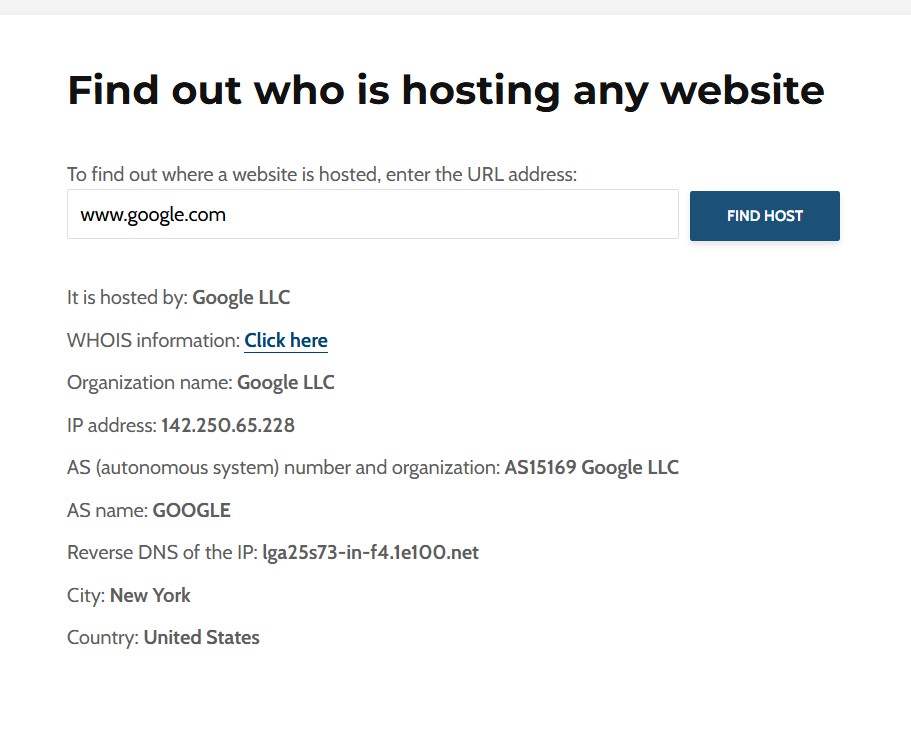 Find out who is hosting any website
To find out where a website is hosted, enter the URL address:
www.google.com
FIND HOST
It is hosted by: Google LLC
WHOIS information: Click here
Organization name: Google LLC
IP address: 142.250.65.228
AS (autonomous system) number and organization: AS15169 Google LLC
AS name: GOOGLE
Reverse DNS of the IP: lga25s73-in-f4.1e100.net
City: New York
Country: United States